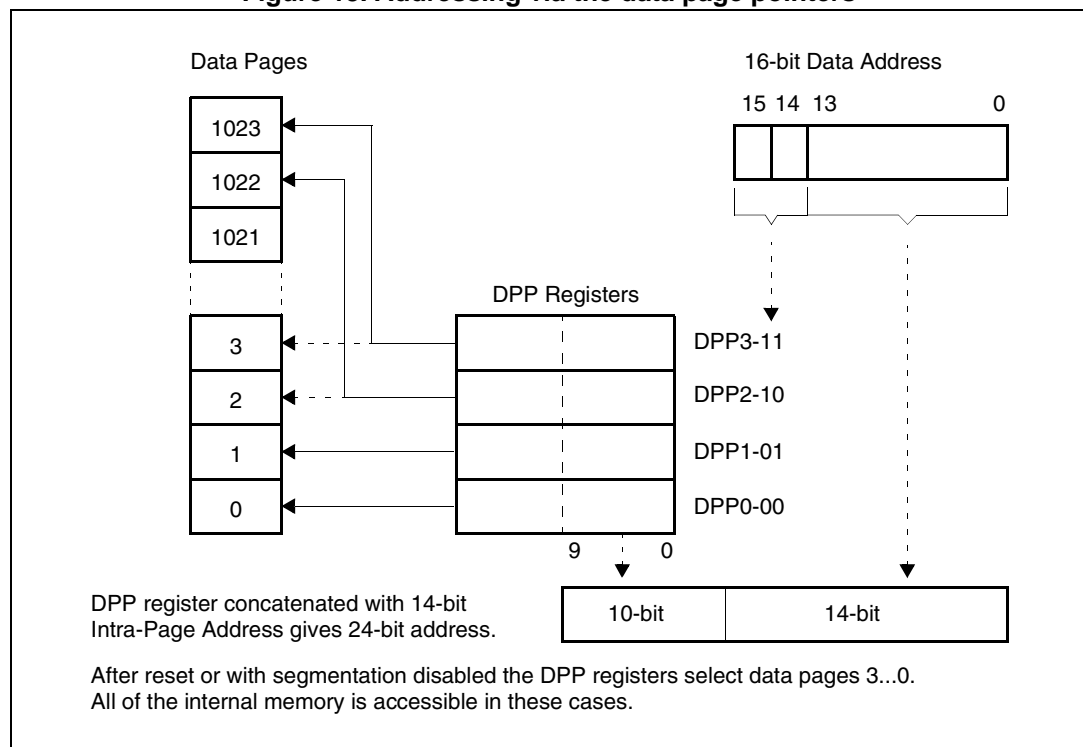 Data Pages
16-bit Data Address
15 14 13 0
1023
1022
1021
DPP Registers
3
DPP3-11
2
DPP2-10
1
DPP1-01
0
DPP0-00
9 0
DPP register concatenated with 14-bit
Intra-Page Address gives 24-bit address.
10-bit 14-bit
After reset or with segmentation disabled the DPP registers select data pages 3...0.
All of the internal memory is accessible in these cases.